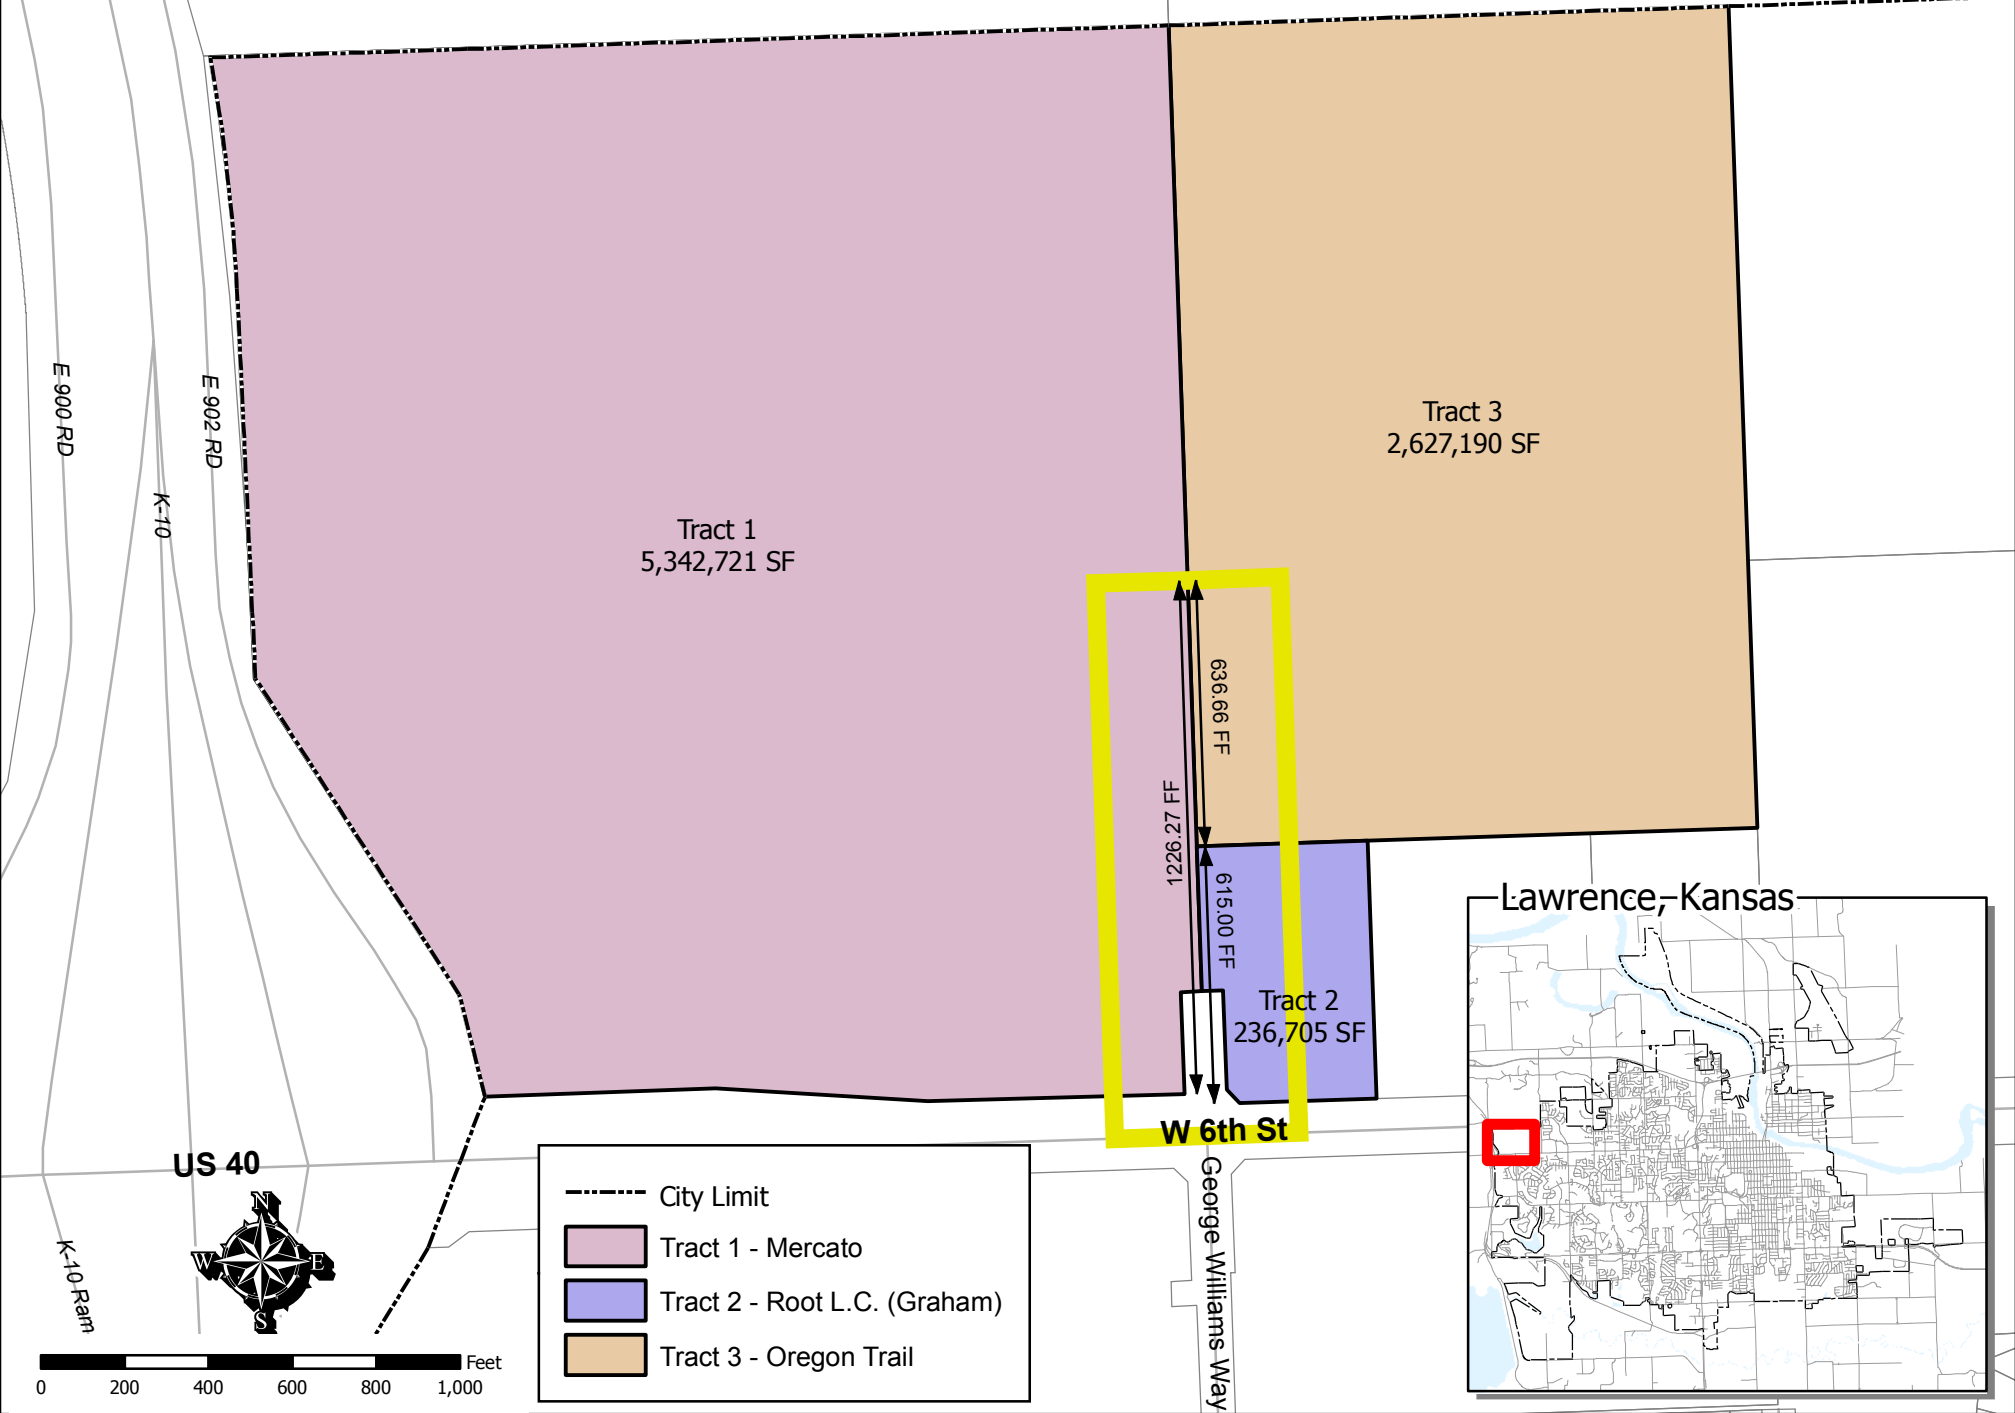 E 900 RD
E 902 RD
K-10
Tract 1
5,342,721 SF
Tract 3
2,627,190 SF
636.66 FF
1226.27 FF
615.00 FF
Tract 2
236,705 SF
W 6th St
George Williams Way
US 40
K-10 Ram
N
W
E
S
Feet
0
200
400
600
800
1,000
City Limit
Tract 1 - Mercato
Tract 2 - Root L.C. (Graham)
Tract 3 - Oregon Trail
Lawrence, Kansas